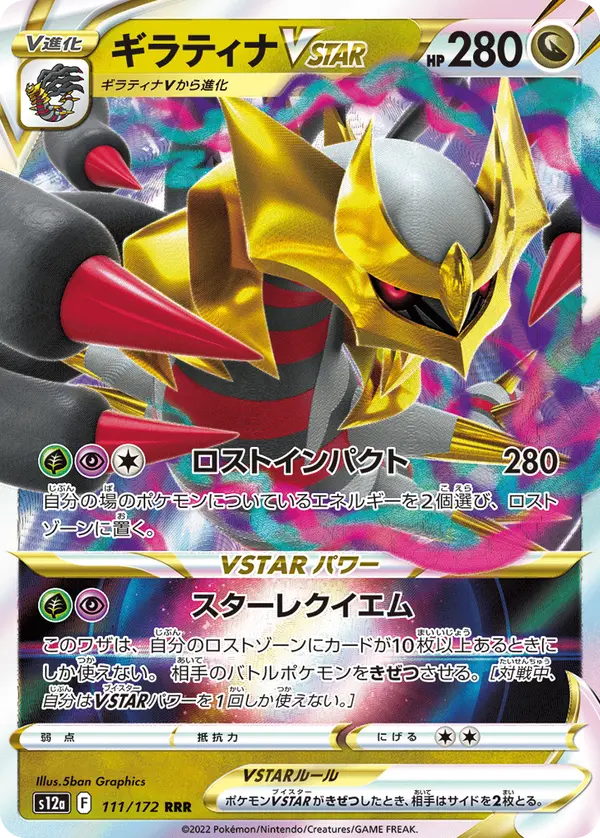 V進化
ギラティナVSTAR
HP 280
ギラティナVから進化
ロストインパクト 280
自分の場のポケモンについているエネルギーを2個選び、ロスト
ゾーンに置く。
VSTARパワー
スターレクイエム
このワザは、自分のロストゾーンにカードが10枚以上あるときに
しか使えない。相手のバトルポケモンをきぜつさせる。[対戦中、
自分はVSTARパワーを1回しか使えない。]
弱点 抵抗力 にげる
Illus.5ban Graphics
VSTARルール
s12a F 111/172 RRR
ポケモンVSTARがきぜつしたとき、相手はサイドを2枚とる。
©2022 Pokémon/Nintendo/Creatures/GAME FREAK.